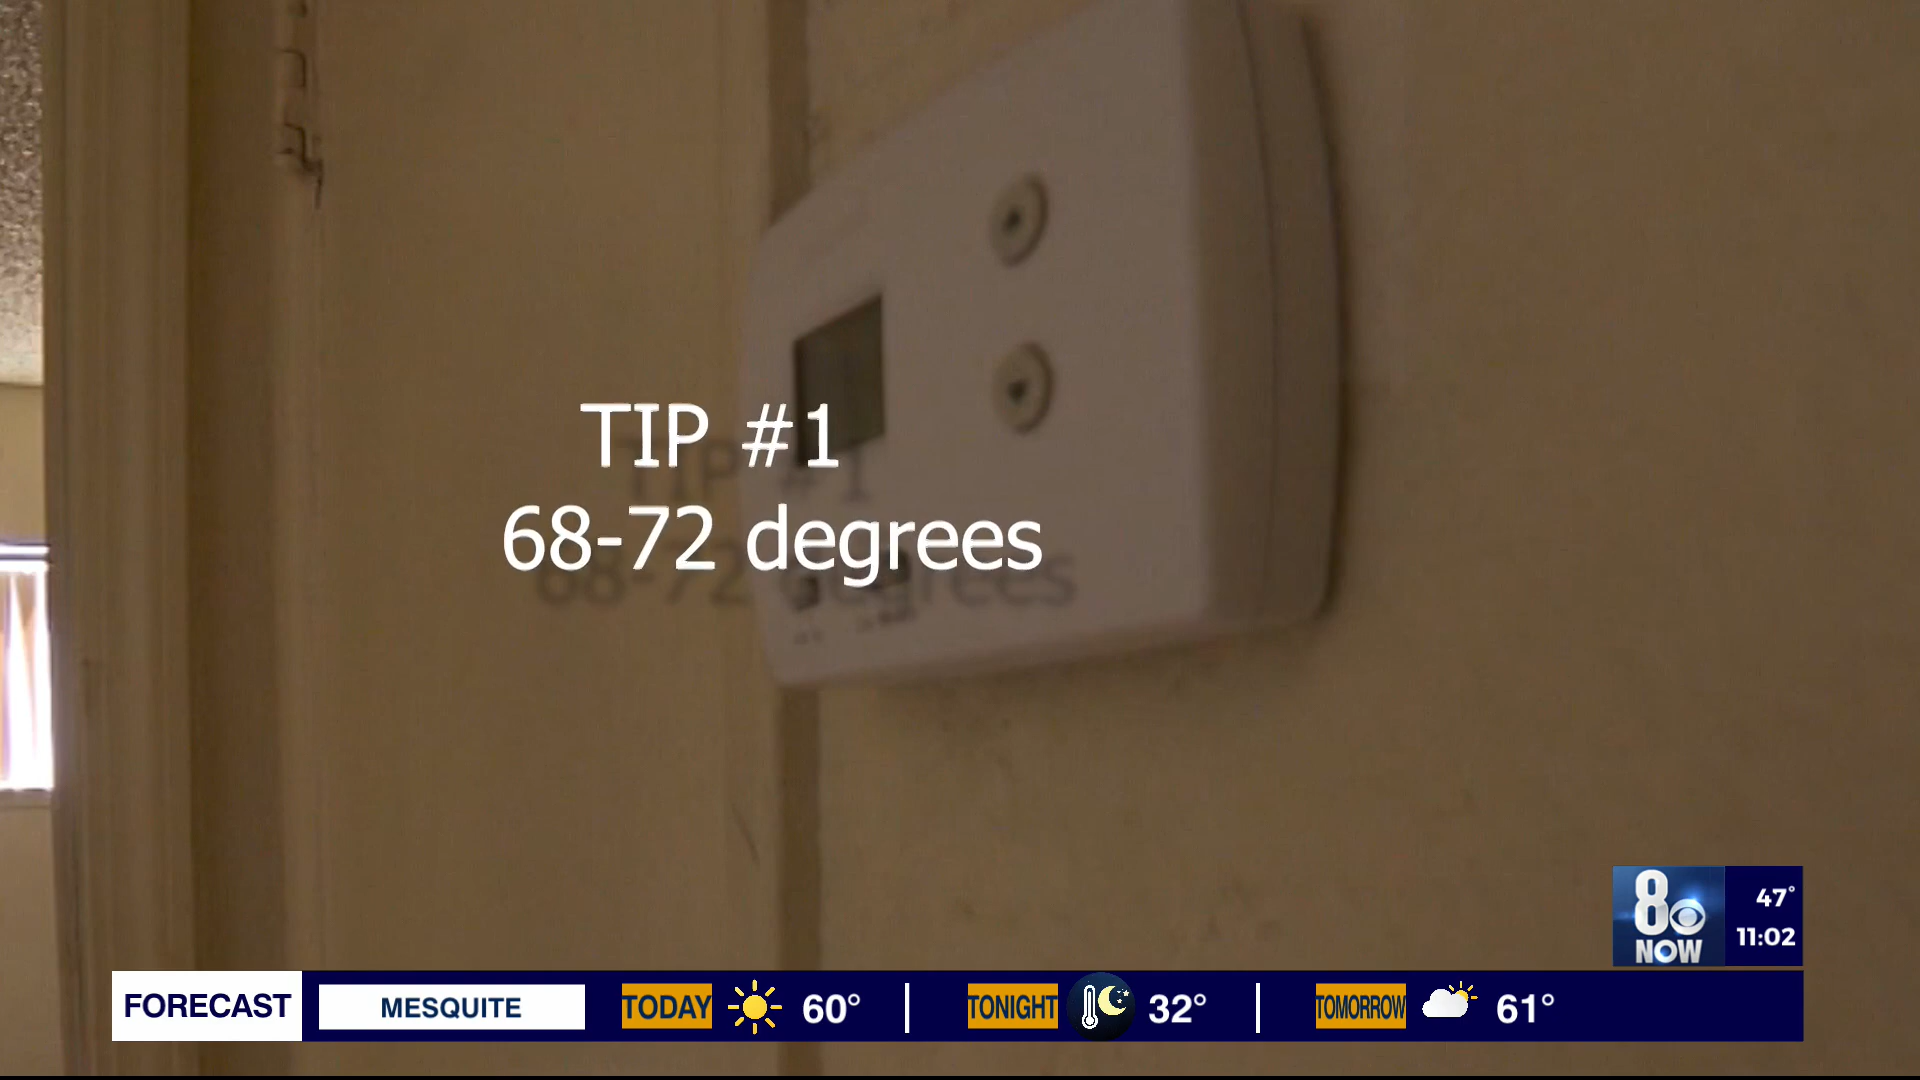 TIP #1
68-72 degrees
8
NOW
47°
11:02
FORECAST
MESQUITE
TODAY
60°
TONIGHT
32°
TOMORROW
61°